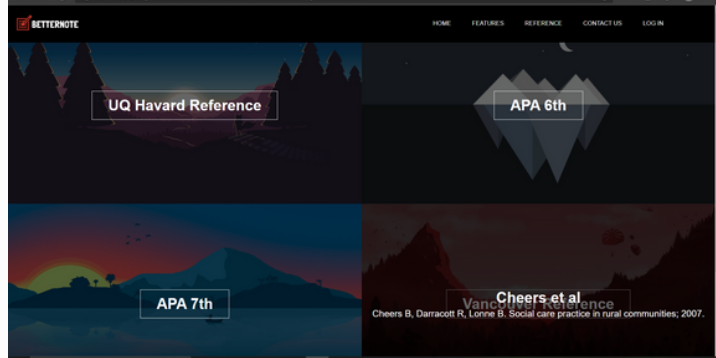 BETTERNOTE
HOME FEATURES REFERENCE CONTACT US LOG IN
UQ Havard Reference
APA 6th
APA 7th
Vancouver Reference
Cheers et al
Cheers B, Darracott R, Lonne B. Social care practice in rural communities; 2007.